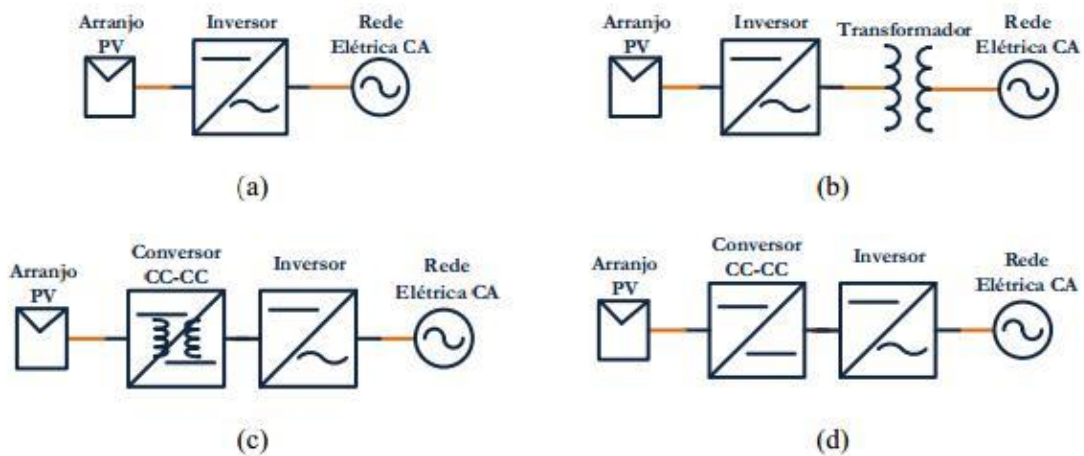 Arranjo PV
Inversor
Rede Elétrica CA
(a)
Arranjo PV
Inversor
Transformador
Rede Elétrica CA
(b)
Arranjo PV
Conversor CC-CC
Inversor
Rede Elétrica CA
(c)
Arranjo PV
Conversor CC-CC
Inversor
Rede Elétrica CA
(d)